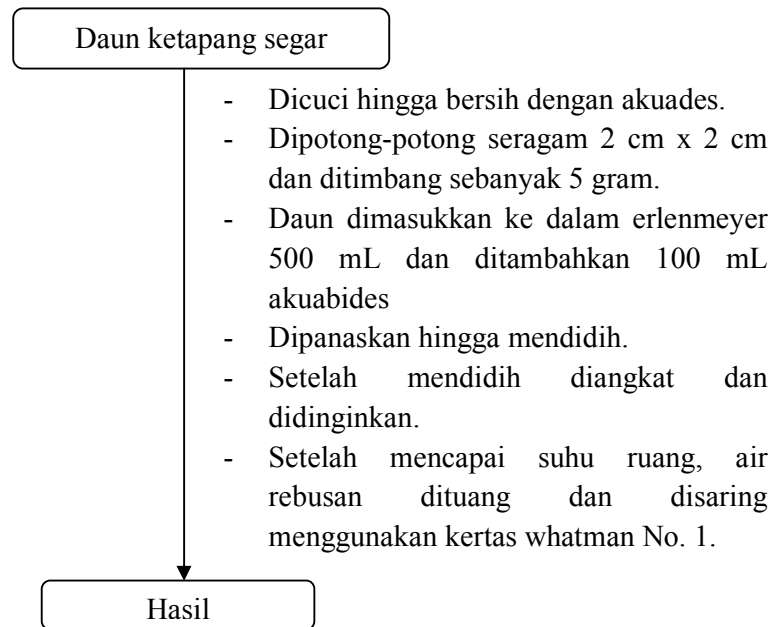 Daun ketapang segar
- Dicuci hingga bersih dengan akuades.
- Dipotong-potong seragam 2 cm x 2 cm
dan ditimbang sebanyak 5 gram.
- Daun dimasukkan ke dalam erlenmeyer
500 mL dan ditambahkan 100 mL
akuabides
- Dipanaskan hingga mendidih.
- Setelah mendidih diangkat dan
didinginkan.
- Setelah mencapai suhu ruang, air
rebusan dituang dan disaring
menggunakan kertas whatman No. 1.
Hasil